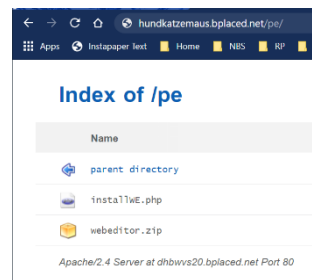 hundkatzemaus.bplaced.net/pe/
Apps Instapaper Text Home NBS RP
Index of /pe
Name
parent directory
installWE.php
webeditor.zip
Apache/2.4 Server at dhbwvs20.bplaced.net Port 80